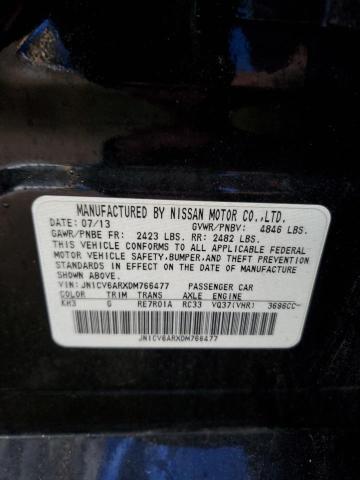 MANUFACTURED BY NISSAN MOTOR CO.,LTD.
DATE: 07/13 GVWR/PNBV: 4846 LBS.
GAWR/PNBE FR: 2423 LBS. RR: 2482 LBS.
THIS VEHICLE CONFORMS TO ALL APPLICABLE FEDERAL
MOTOR VEHICLE SAFETY,BUMPER,AND THEFT PREVENTION
STANDARDS IN EFFECT ON THE DATE OF MANUFACTURE
SHOWN ABOVE.
VIN: JN1CV6ARXDM766477 PASSENGER CAR
COLOR TRIM TRANS AXLE ENGINE
KH3 G RE7R01A RC33 VQ37(VHR) 3696CC-
JN1CV6ARXDM766477